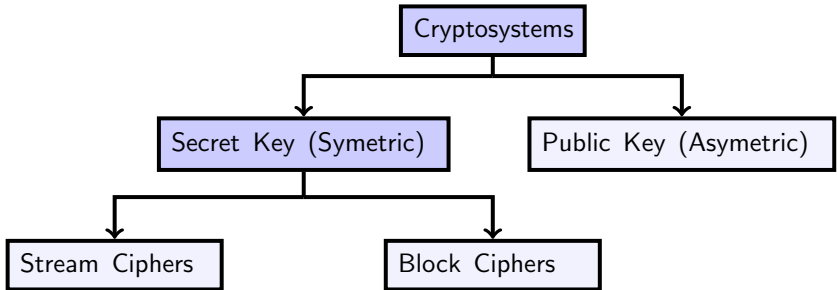 Cryptosystems
Secret Key (Symetric)
Public Key (Asymetric)
Stream Ciphers
Block Ciphers